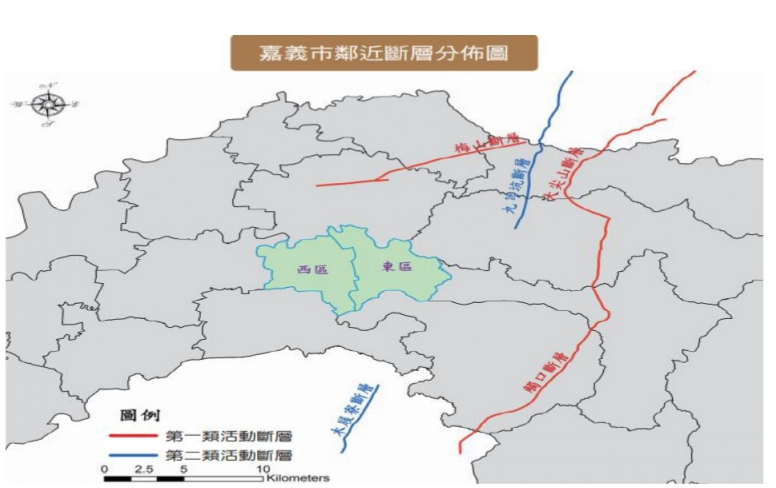 嘉義市鄰近斷層分佈圖
N
W
E
S
梅山斷層
九芎坑斷層
大尖山斷層
西區
東區
觸口斷層
木屐寮斷層
圖例
第一類活動斷層
第二類活動斷層
0 2.5 5 10
Kilometers